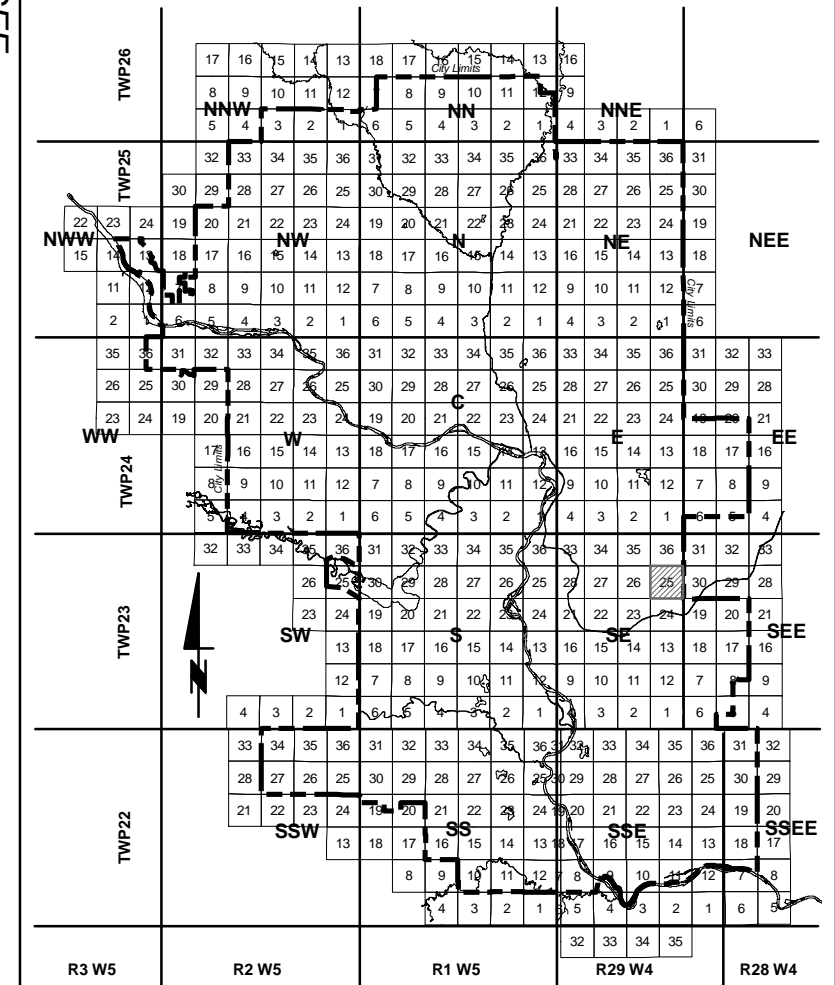 TWP26
17 16 15 14 13 18 17 16 15 14 13 16
City Limits
8 9 10 11 12 8 9 10 11 12 9
NNW NN NNE
5 4 3 2 1 6 5 4 3 2 1 4 3 2 1 6
TWP25
32 33 34 35 36 31 32 33 34 35 36 33 34 35 36 31
30 29 28 27 26 25 30 29 28 27 26 25 28 27 26 25 30
22 23 24 19 20 21 22 23 24 19 20 21 22 23 24 21 22 23 24 19
NWW NW N NE NEE
15 14 13 18 17 16 15 14 13 18 17 16 15 14 13 16 15 14 13 18
11 8 9 10 11 12 7 8 9 10 11 12 9 10 11 12 7
City Limits
2 6 5 4 3 2 1 6 5 4 3 2 1 4 3 2 1 6
35 36 31 32 33 34 35 36 31 32 33 34 35 36 33 34 35 36 31 32 33
26 25 30 29 28 27 26 25 30 29 28 27 26 25 28 27 26 25 30 29 28
C
23 24 19 20 21 22 23 24 19 20 21 22 23 24 21 22 23 24 19 20 21
WW W E EE
TWP24
17 16 15 14 13 18 17 16 15 14 13 16 15 14 13 18 17 16
City Limits
8 9 10 11 12 7 8 9 10 11 12 9 10 11 12 7 8 9
5 4 3 2 1 6 5 4 3 2 1 4 3 2 1 6 5 4
32 33 34 35 36 31 32 33 34 35 36 33 34 35 36 31 32 33
26 25 30 29 28 27 26 25 28 27 26 25 30 29 28
TWP23
23 24 19 20 21 22 23 24 21 22 23 24 19 20 21
SW S SE SEE
13 18 17 16 15 14 13 16 15 14 13 18 17 16
12 7 8 9 10 11 12 9 10 11 12 7 8 9
N
4 3 2 1 6 5 4 3 2 1 4 3 2 1 6 4
33 34 35 36 31 32 33 34 35 36 31 32 33 34 35 36 31 32
28 27 26 25 30 29 28 27 26 25 30 29 28 27 26 25 30 29
21 22 23 24 19 20 21 22 23 24 19 20 21 22 23 24 19 20
TWP22
SSW SS SSE SSEE
13 18 17 16 15 14 13 18 17 16 15 14 13 18 17
8 9 10 11 12 7 8 9 10 11 12 7 8
4 3 2 1 5 4 3 2 1 6 5
32 33 34 35
R3 W5 R2 W5 R1 W5 R29 W4 R28 W4